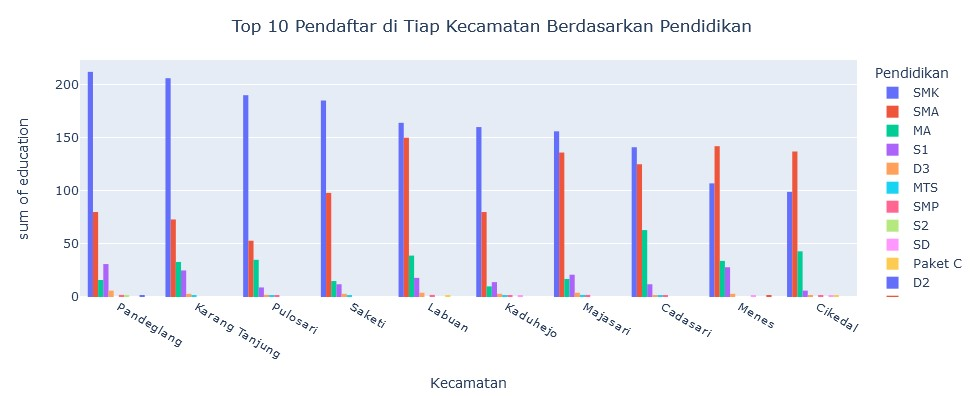 Top 10 Pendaftar di Tiap Kecamatan Berdasarkan Pendidikan
Pendidikan
SMK
SMA
MA
S1
D3
MTS
SMP
S2
SD
Paket C
D2
sum of education
200
150
100
50
0
Pandeglang
Karang Tanjung
Pulosari
Saketi
Labuan
Kaduhejo
Majasari
Cadasari
Menes
Cikedal
Kecamatan